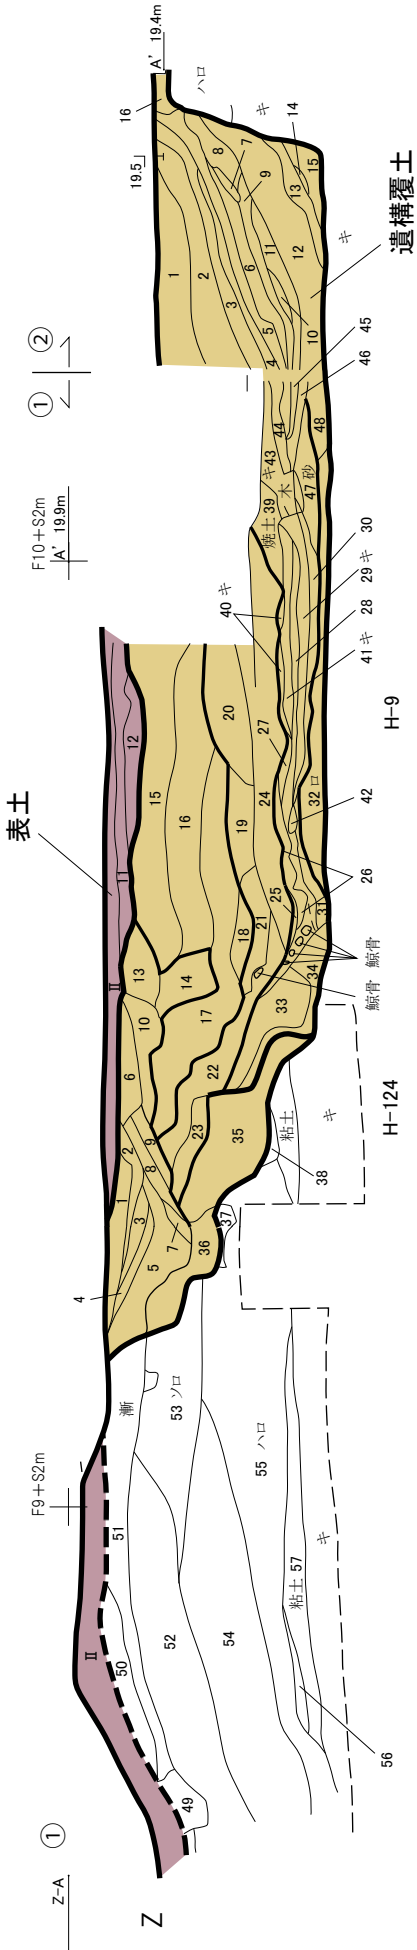 Z-A
①
Z
F9+S2m
Ⅱ
49
50
51
漸
52
53 ソロ
54
55 ハロ
粘土 57
56
キ
表土
Ⅱ
11
12
4
1
2
3
5
6
7
8
9
10
13
14
15
16
17
18
19
20
21
22
23
24
25
26
27
33
34
35
36
37
38
粘土
キ
H-124
鯨骨
鯨骨
31
32 ロ
42
H-9
41 キ
28
29 キ
30
40 キ
焼土 39
キ 43
木
44
47 砂
48
46
45
F10+S2m
A' 19.9m
① ②
19.5
16
A' 19.4m
ハロ
キ
1
2
3
4
5
6
7
8
9
10
11
12
13
14
15
キ
遺構覆土